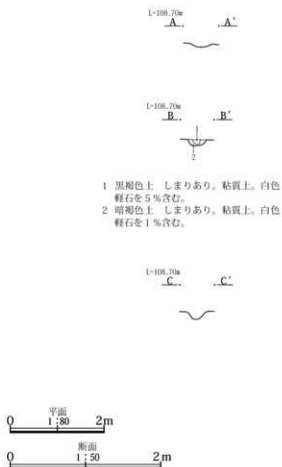 L=108.70m
A A′
L=108.70m
B B′
1
2
1 黒褐色土 しまりあり。粘質土。白色
軽石を5%含む。
2 暗褐色土 しまりあり。粘質土。白色
軽石を1%含む。
L=108.70m
C C′
平面
0 1:80 2m
断面
0 1:50 2m